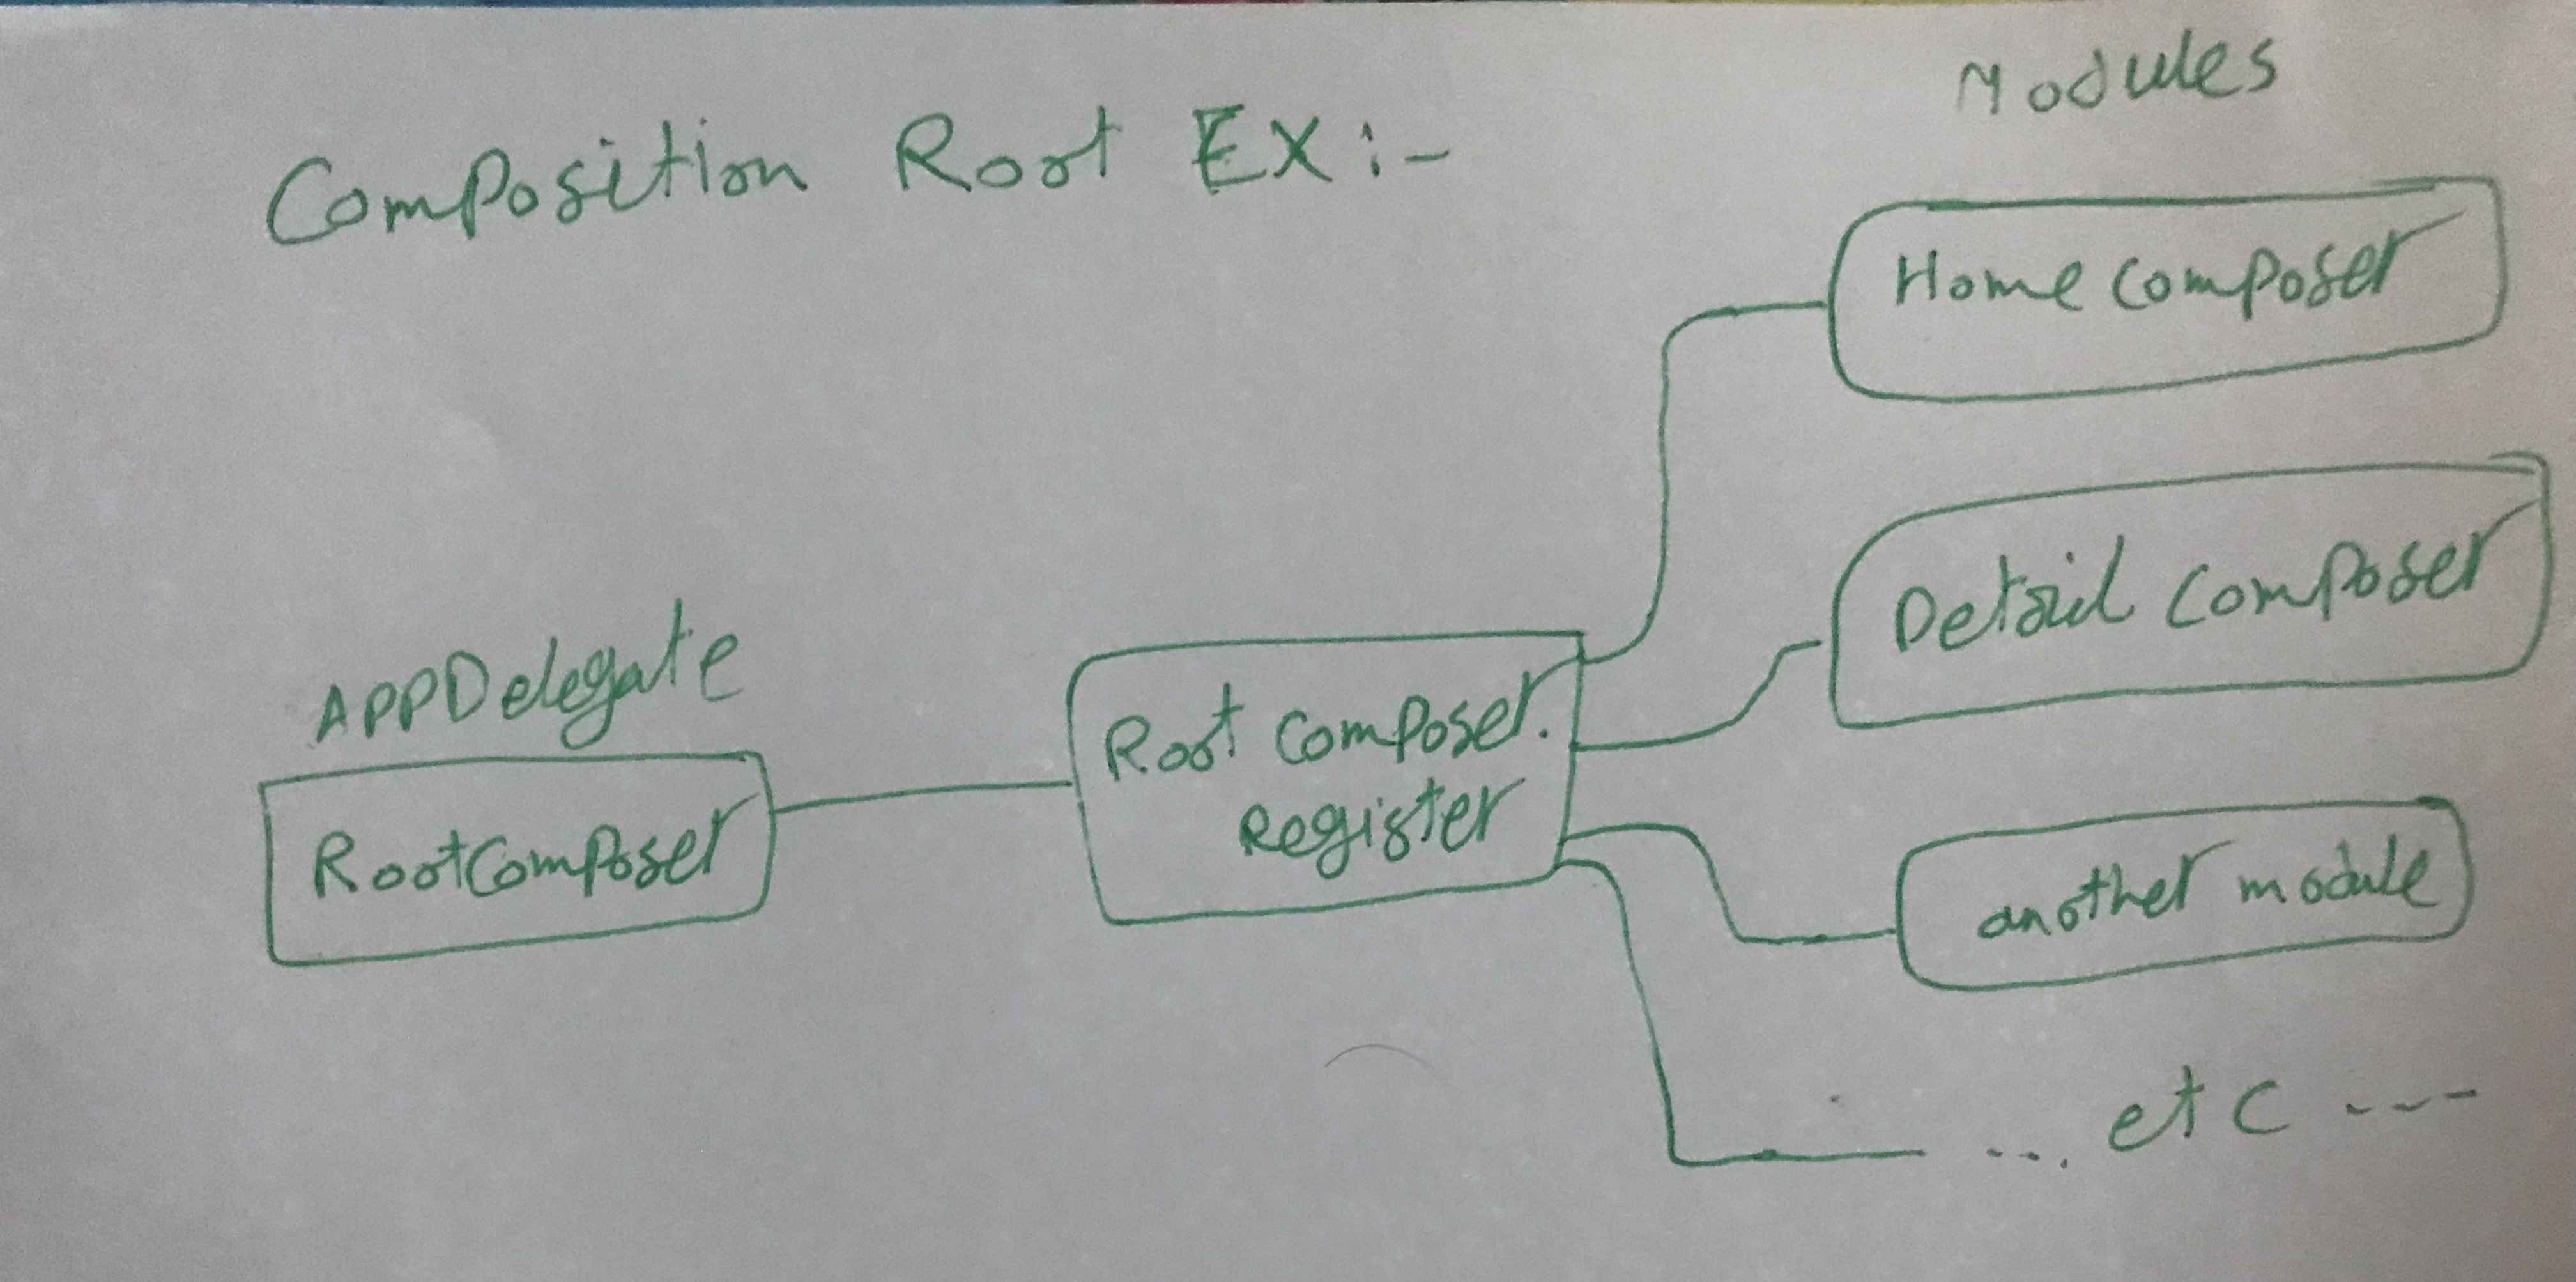 Composition Root EX :-
Modules
Home Composer
Detail Composer
APPDelegate
RootComposer
Root Composer.
Register
another module
... etc ---